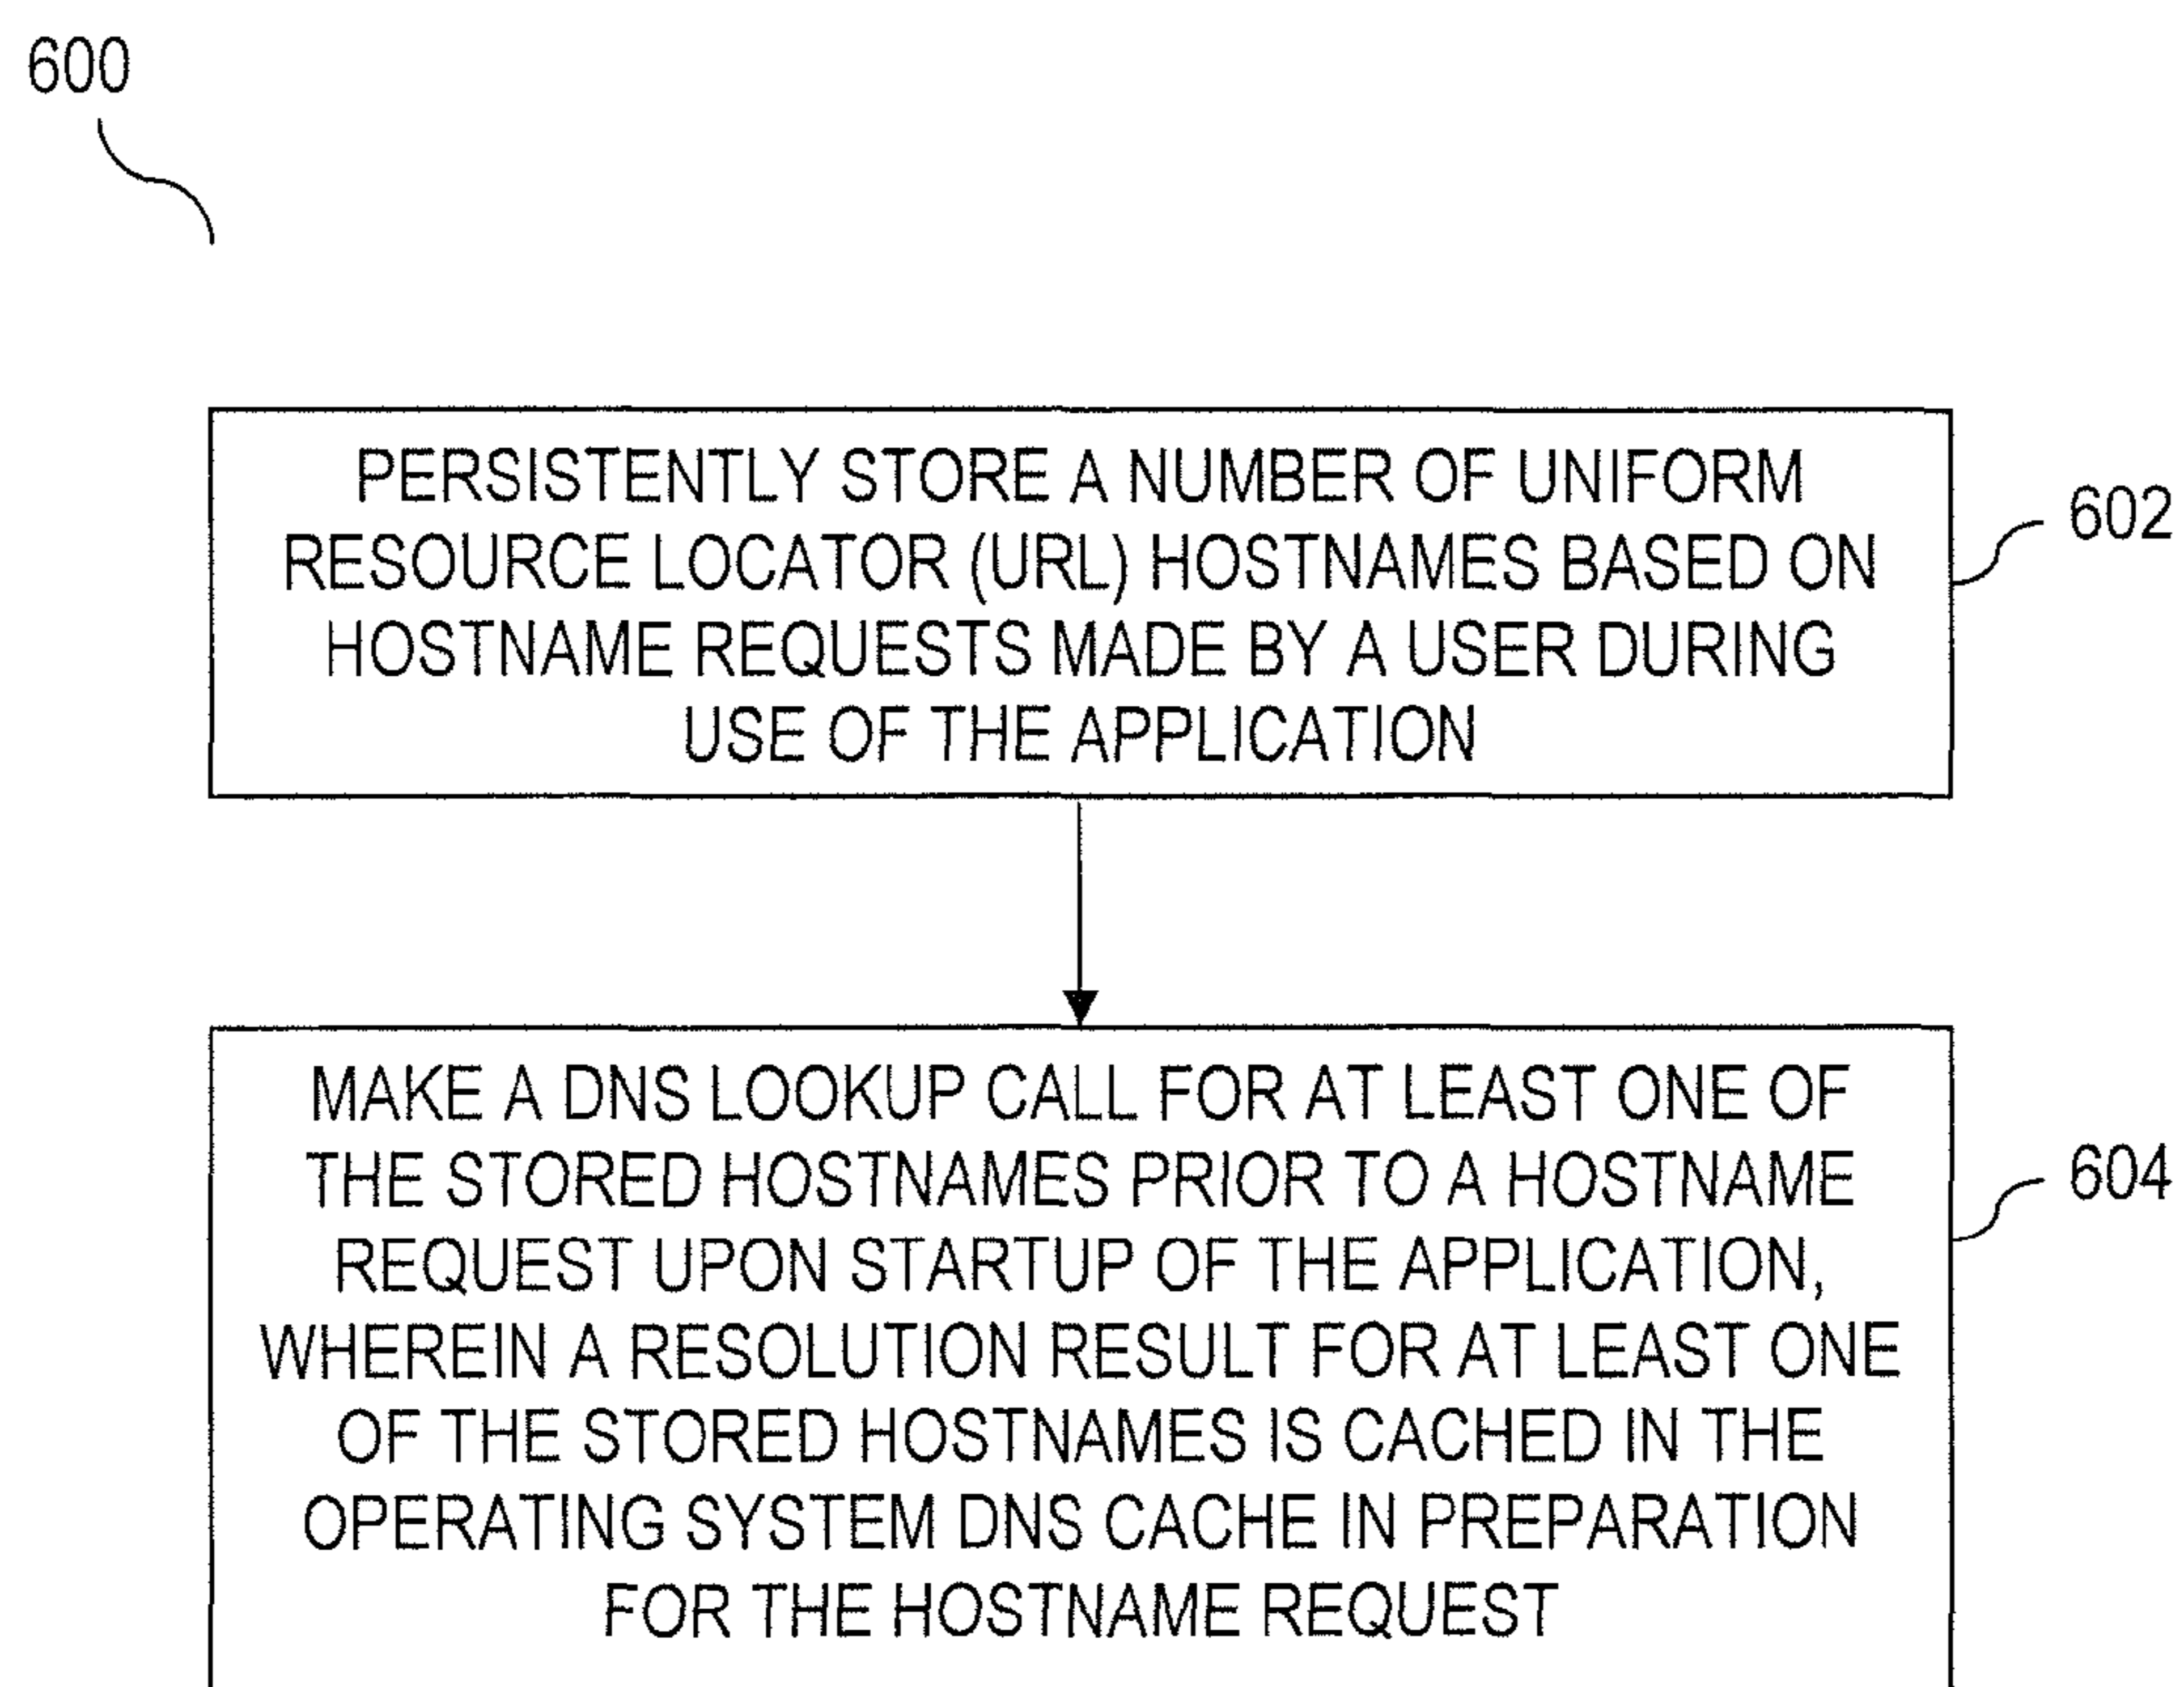 600
PERSISTENTLY STORE A NUMBER OF UNIFORM
RESOURCE LOCATOR (URL) HOSTNAMES BASED ON
HOSTNAME REQUESTS MADE BY A USER DURING
USE OF THE APPLICATION
602
MAKE A DNS LOOKUP CALL FOR AT LEAST ONE OF
THE STORED HOSTNAMES PRIOR TO A HOSTNAME
REQUEST UPON STARTUP OF THE APPLICATION,
WHEREIN A RESOLUTION RESULT FOR AT LEAST ONE
OF THE STORED HOSTNAMES IS CACHED IN THE
OPERATING SYSTEM DNS CACHE IN PREPARATION
FOR THE HOSTNAME REQUEST
604